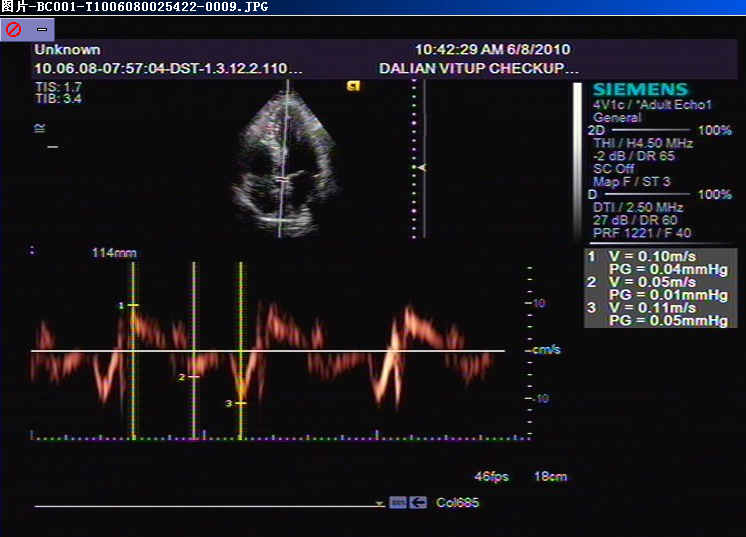 图片-BC001-T1006080025422-0009.JPG
Unknown
10:42:29 AM 6/8/2010
10.06.08-07:57:04-DST-1.3.12.2.110...
DALIAN VITUP CHECKUP...
TIS: 1.7
TIB: 3.4
SIEMENS
4V1c / *Adult Echo1
General
2D 100%
THI / H4.50 MHz
-2 dB / DR 65
SC Off
Map F / ST 3
D 100%
DTI / 2.50 MHz
27 dB / DR 60
PRF 1221 / F 40
114mm
1 V = 0.10m/s
PG = 0.04mmHg
2 V = 0.05m/s
PG = 0.01mmHg
3 V = 0.11m/s
PG = 0.05mmHg
1
2
3
10
cm/s
-10
46fps 18cm
Col685